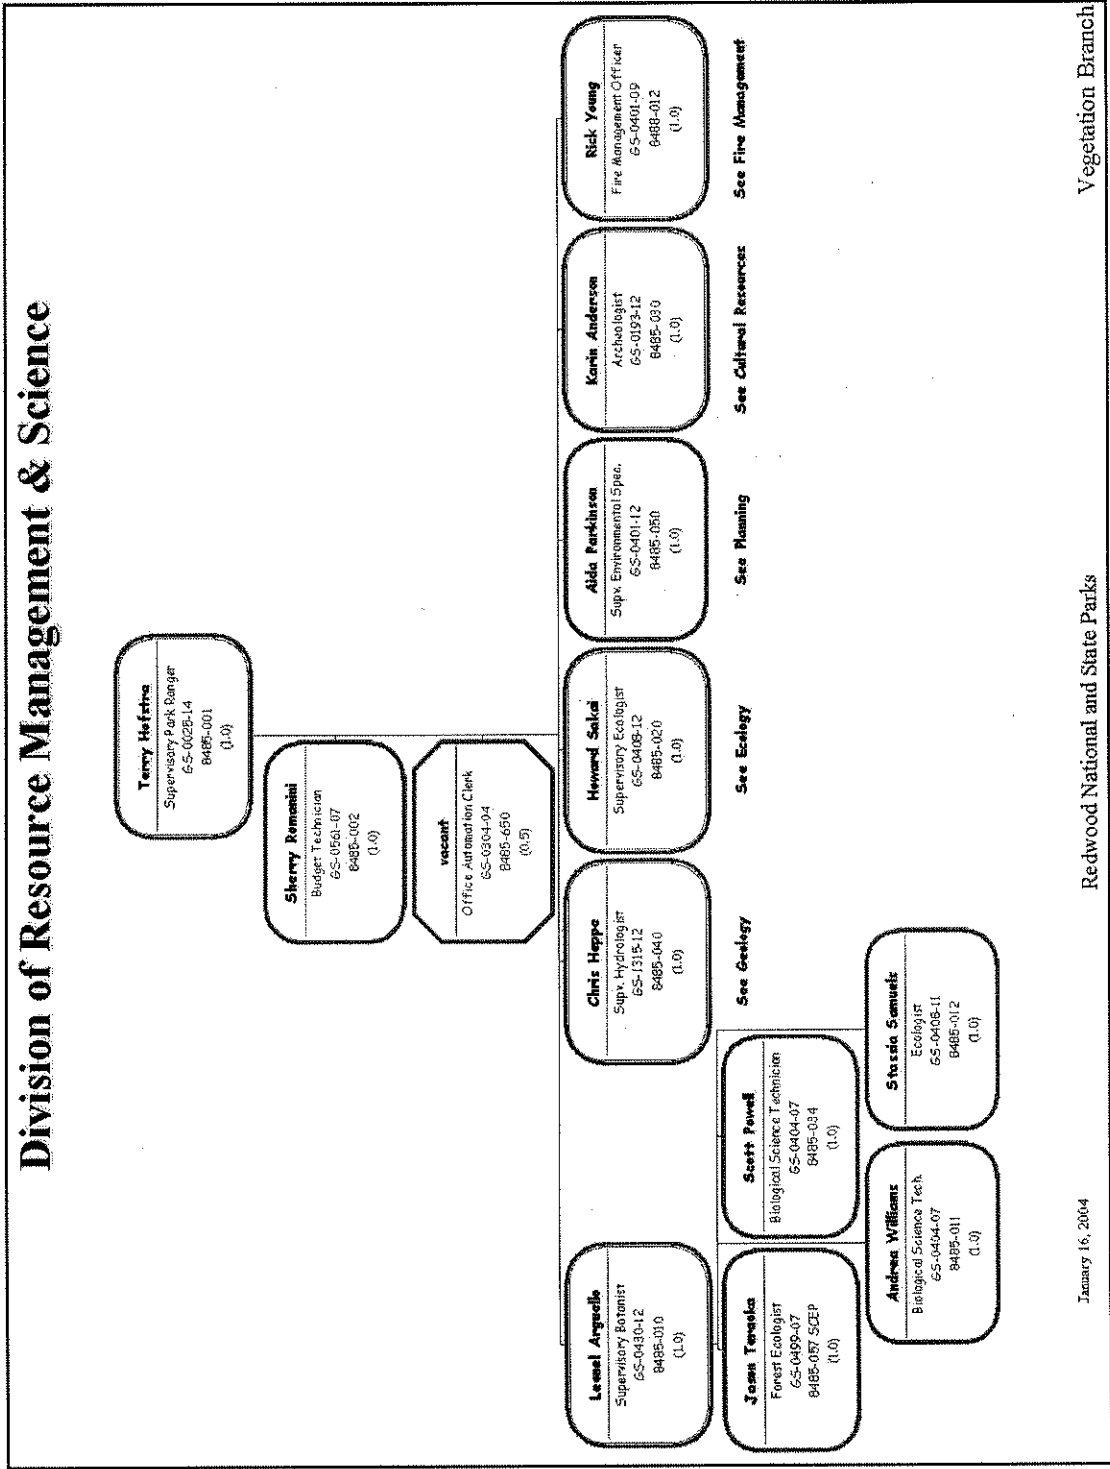 Division of Resource Management & Science
Terry Hofstra
Supervisory Park Ranger
GS-0025-14
8485-001
(1.0)
Sherry Romanini
Budget Technician
GS-0561-07
8485-002
(1.0)
vacant
Office Automation Clerk
GS-0304-04
8485-650
(0.5)
Leonel Arguello
Supervisory Botanist
GS-0430-12
8485-010
(1.0)
Chris Heppe
Supv. Hydrologist
GS-1315-12
8485-040
(1.0)
Howard Sakai
Supervisory Ecologist
GS-0408-12
8485-020
(1.0)
Aida Parkinson
Supv. Environmental Spec.
GS-0401-12
8485-050
(1.0)
Karin Anderson
Archeologist
GS-0193-12
8485-030
(1.0)
Rick Young
Fire Management Officer
GS-0401-09
8488-012
(1.0)
See Geology
See Ecology
See Planning
See Cultural Resources
See Fire Management
Jason Teraoka
Forest Ecologist
GS-0499-07
8485-057 SCEP
(1.0)
Scott Powell
Biological Science Technician
GS-0404-07
8485-034
(1.0)
Andrea Williams
Biological Science Tech.
GS-0404-07
8485-011
(1.0)
Stassia Samuels
Ecologist
GS-0408-11
8485-012
(1.0)
January 16, 2004
Redwood National and State Parks
Vegetation Branch